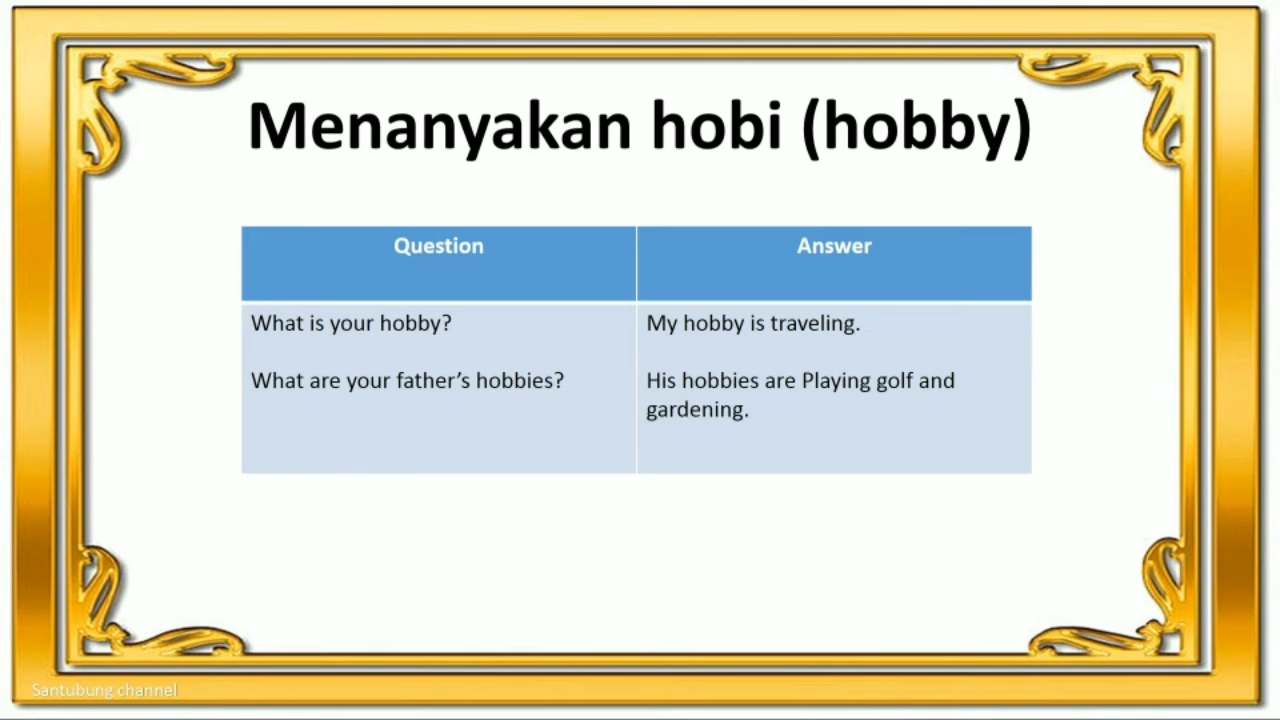 Menanyakan hobi (hobby)
Question
Answer
What is your hobby?
My hobby is traveling.
What are your father’s hobbies?
His hobbies are Playing golf and
gardening.
Santubung channel